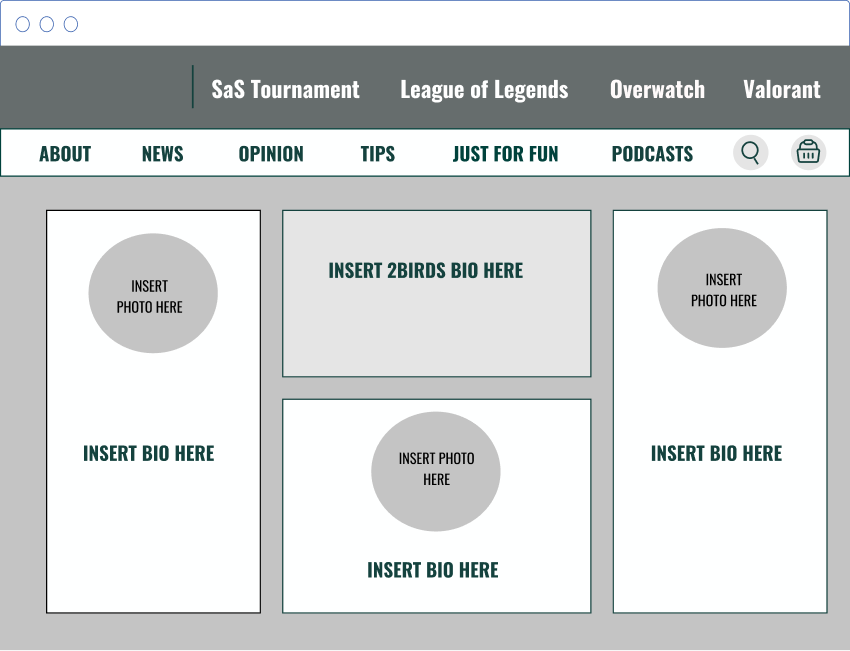 SaS Tournament League of Legends Overwatch Valorant
ABOUT NEWS OPINION TIPS JUST FOR FUN PODCASTS
INSERT
PHOTO HERE
INSERT BIO HERE
INSERT 2BIRDS BIO HERE
INSERT PHOTO
HERE
INSERT BIO HERE
INSERT
PHOTO HERE
INSERT BIO HERE